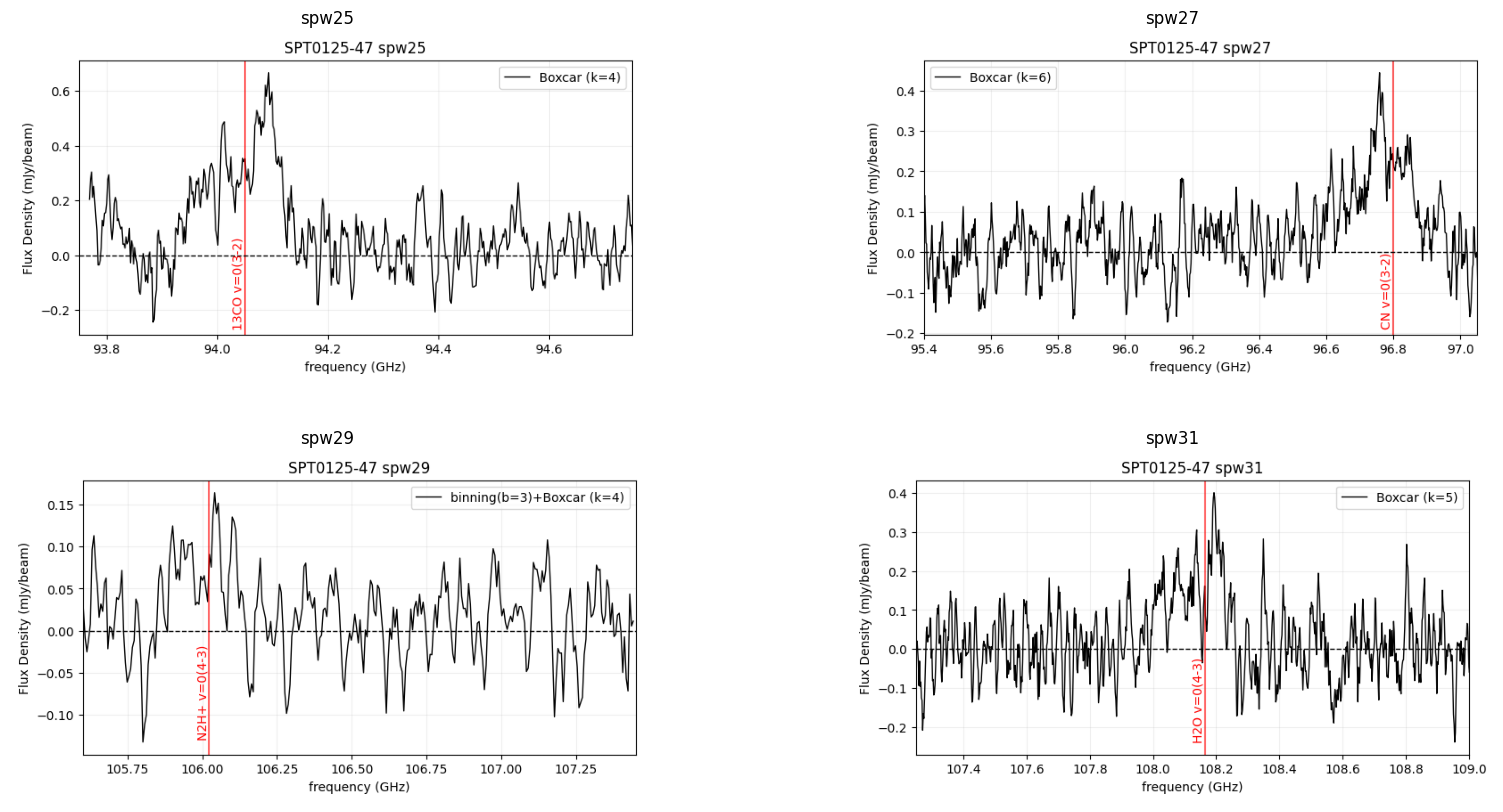 spw25
spw27
SPT0125-47 spw25
Boxcar (k=4)
Flux Density (mJy/beam)
0.6
0.4
0.2
0.0
−0.2
13CO v=0(3-2)
93.8 94.0 94.2 94.4 94.6
frequency (GHz)
SPT0125-47 spw27
Boxcar (k=6)
Flux Density (mJy/beam)
0.4
0.3
0.2
0.1
0.0
−0.1
−0.2
CN v=0(3-2)
95.4 95.6 95.8 96.0 96.2 96.4 96.6 96.8 97.0
frequency (GHz)
spw29
spw31
SPT0125-47 spw29
binning(b=3)+Boxcar (k=4)
Flux Density (mJy/beam)
0.15
0.10
0.05
0.00
−0.05
−0.10
N2H+ v=0(4-3)
105.75 106.00 106.25 106.50 106.75 107.00 107.25
frequency (GHz)
SPT0125-47 spw31
Boxcar (k=5)
Flux Density (mJy/beam)
0.4
0.3
0.2
0.1
0.0
−0.1
−0.2
H2O v=0(4-3)
107.4 107.6 107.8 108.0 108.2 108.4 108.6 108.8 109.0
frequency (GHz)